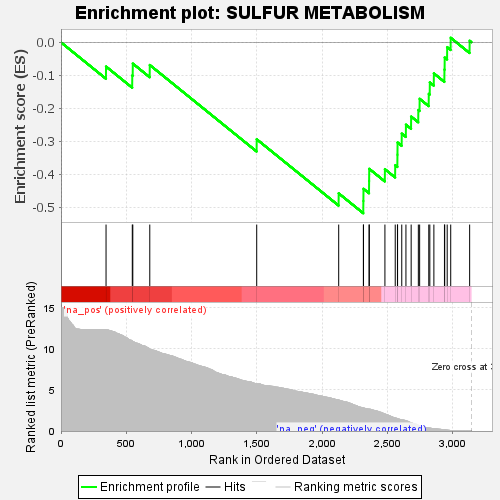 Enrichment plot: SULFUR METABOLISM
Enrichment score (ES)
0.0
-0.1
-0.2
-0.3
-0.4
-0.5
'na_pos' (positively correlated)
Ranked list metric (PreRanked)
15
10
5
0
Zero cross at 3
'na_neg' (negatively correlated)
0
500
1,000
1,500
2,000
2,500
3,000
Rank in Ordered Dataset
Enrichment profile
Hits
Ranking metric scores